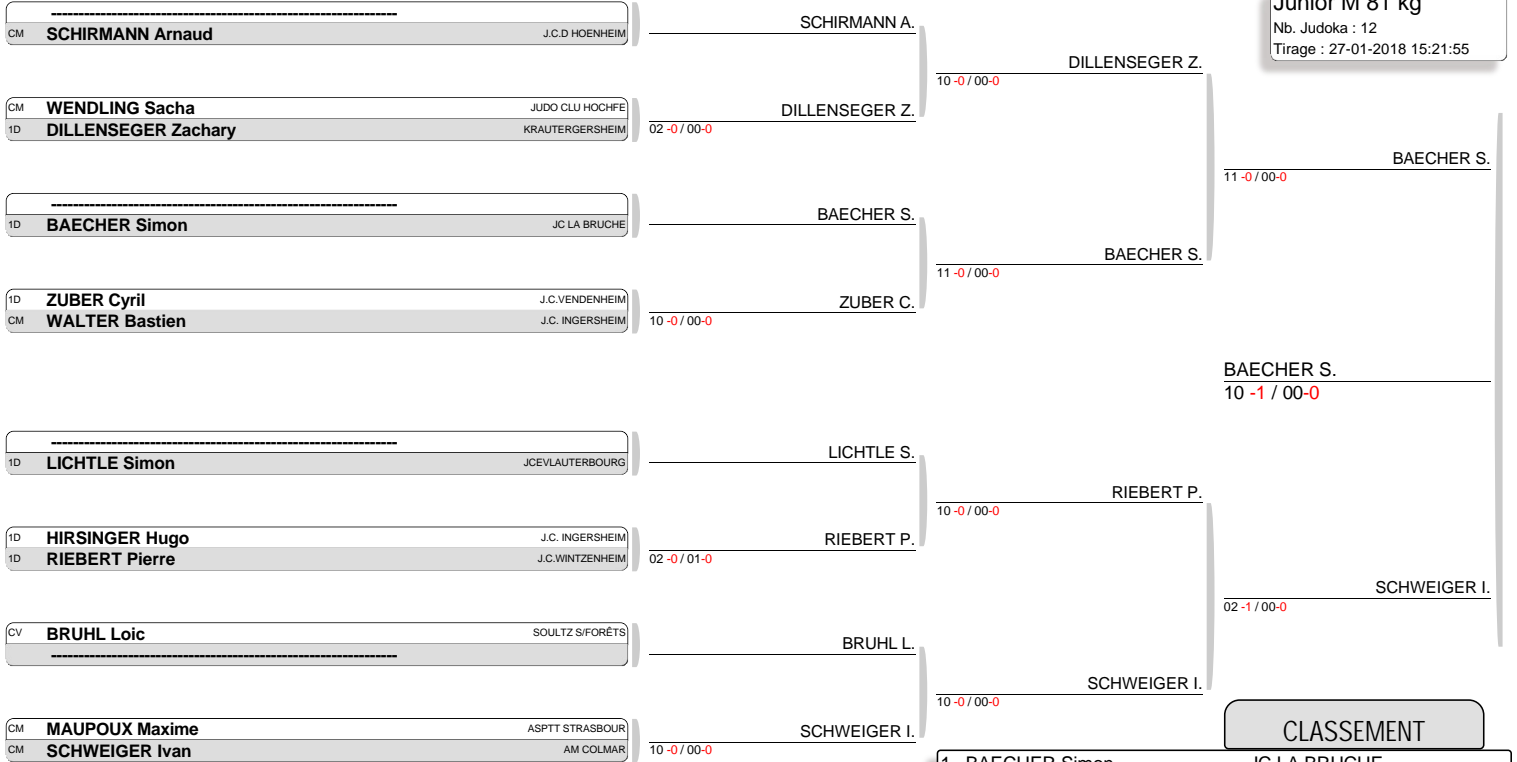 Junior M 81 kg
Nb. Judoka : 12
Tirage : 27-01-2018 15:21:55
----------------------------------------------------------------
CM SCHIRMANN Arnaud J.C.D HOENHEIM
SCHIRMANN A.
DILLENSEGER Z.
10 -0 / 00-0
CM WENDLING Sacha JUDO CLU HOCHFE
1D DILLENSEGER Zachary KRAUTERGERSHEIM
DILLENSEGER Z.
02 -0 / 00-0
BAECHER S.
11 -0 / 00-0
----------------------------------------------------------------
1D BAECHER Simon JC LA BRUCHE
BAECHER S.
BAECHER S.
11 -0 / 00-0
1D ZUBER Cyril J.C.VENDENHEIM
CM WALTER Bastien J.C. INGERSHEIM
ZUBER C.
10 -0 / 00-0
BAECHER S.
10 -1 / 00-0
----------------------------------------------------------------
1D LICHTLE Simon JCEVLAUTERBOURG
LICHTLE S.
RIEBERT P.
10 -0 / 00-0
1D HIRSINGER Hugo J.C. INGERSHEIM
1D RIEBERT Pierre J.C.WINTZENHEIM
RIEBERT P.
02 -0 / 01-0
SCHWEIGER I.
02 -1 / 00-0
CV BRUHL Loic SOULTZ S/FORÊTS
----------------------------------------------------------------
BRUHL L.
SCHWEIGER I.
10 -0 / 00-0
CM MAUPOUX Maxime ASPTT STRASBOUR
CM SCHWEIGER Ivan AM COLMAR
SCHWEIGER I.
10 -0 / 00-0
CLASSEMENT
1 BAECHER Simon JC LA BRUCHE